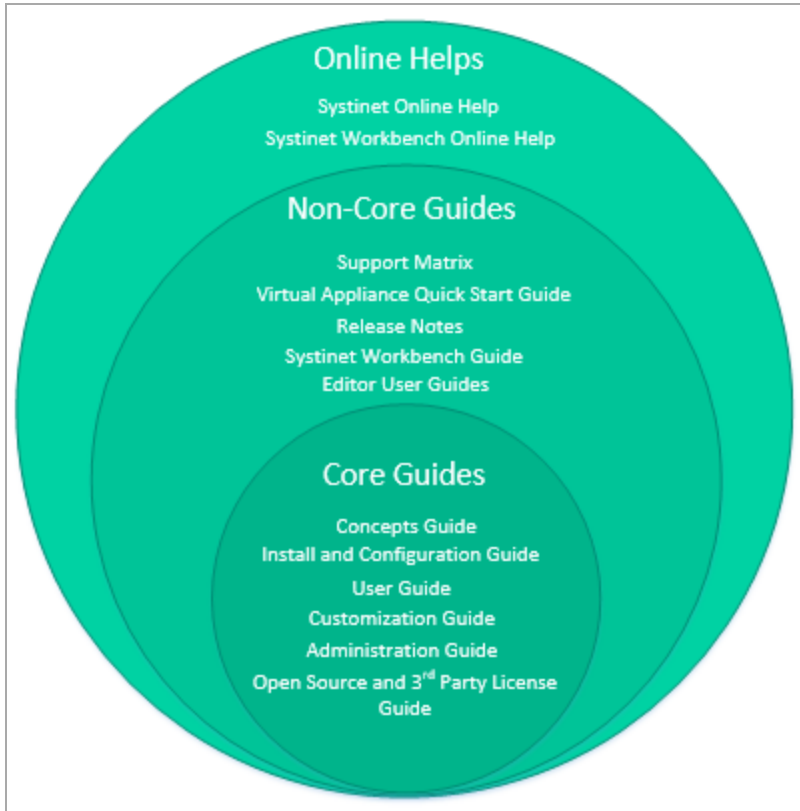 Online Helps
Systinet Online Help
Systinet Workbench Online Help
Non-Core Guides
Support Matrix
Virtual Appliance Quick Start Guide
Release Notes
Systinet Workbench Guide
Editor User Guides
Core Guides
Concepts Guide
Install and Configuration Guide
User Guide
Customization Guide
Administration Guide
Open Source and 3rd Party License
Guide